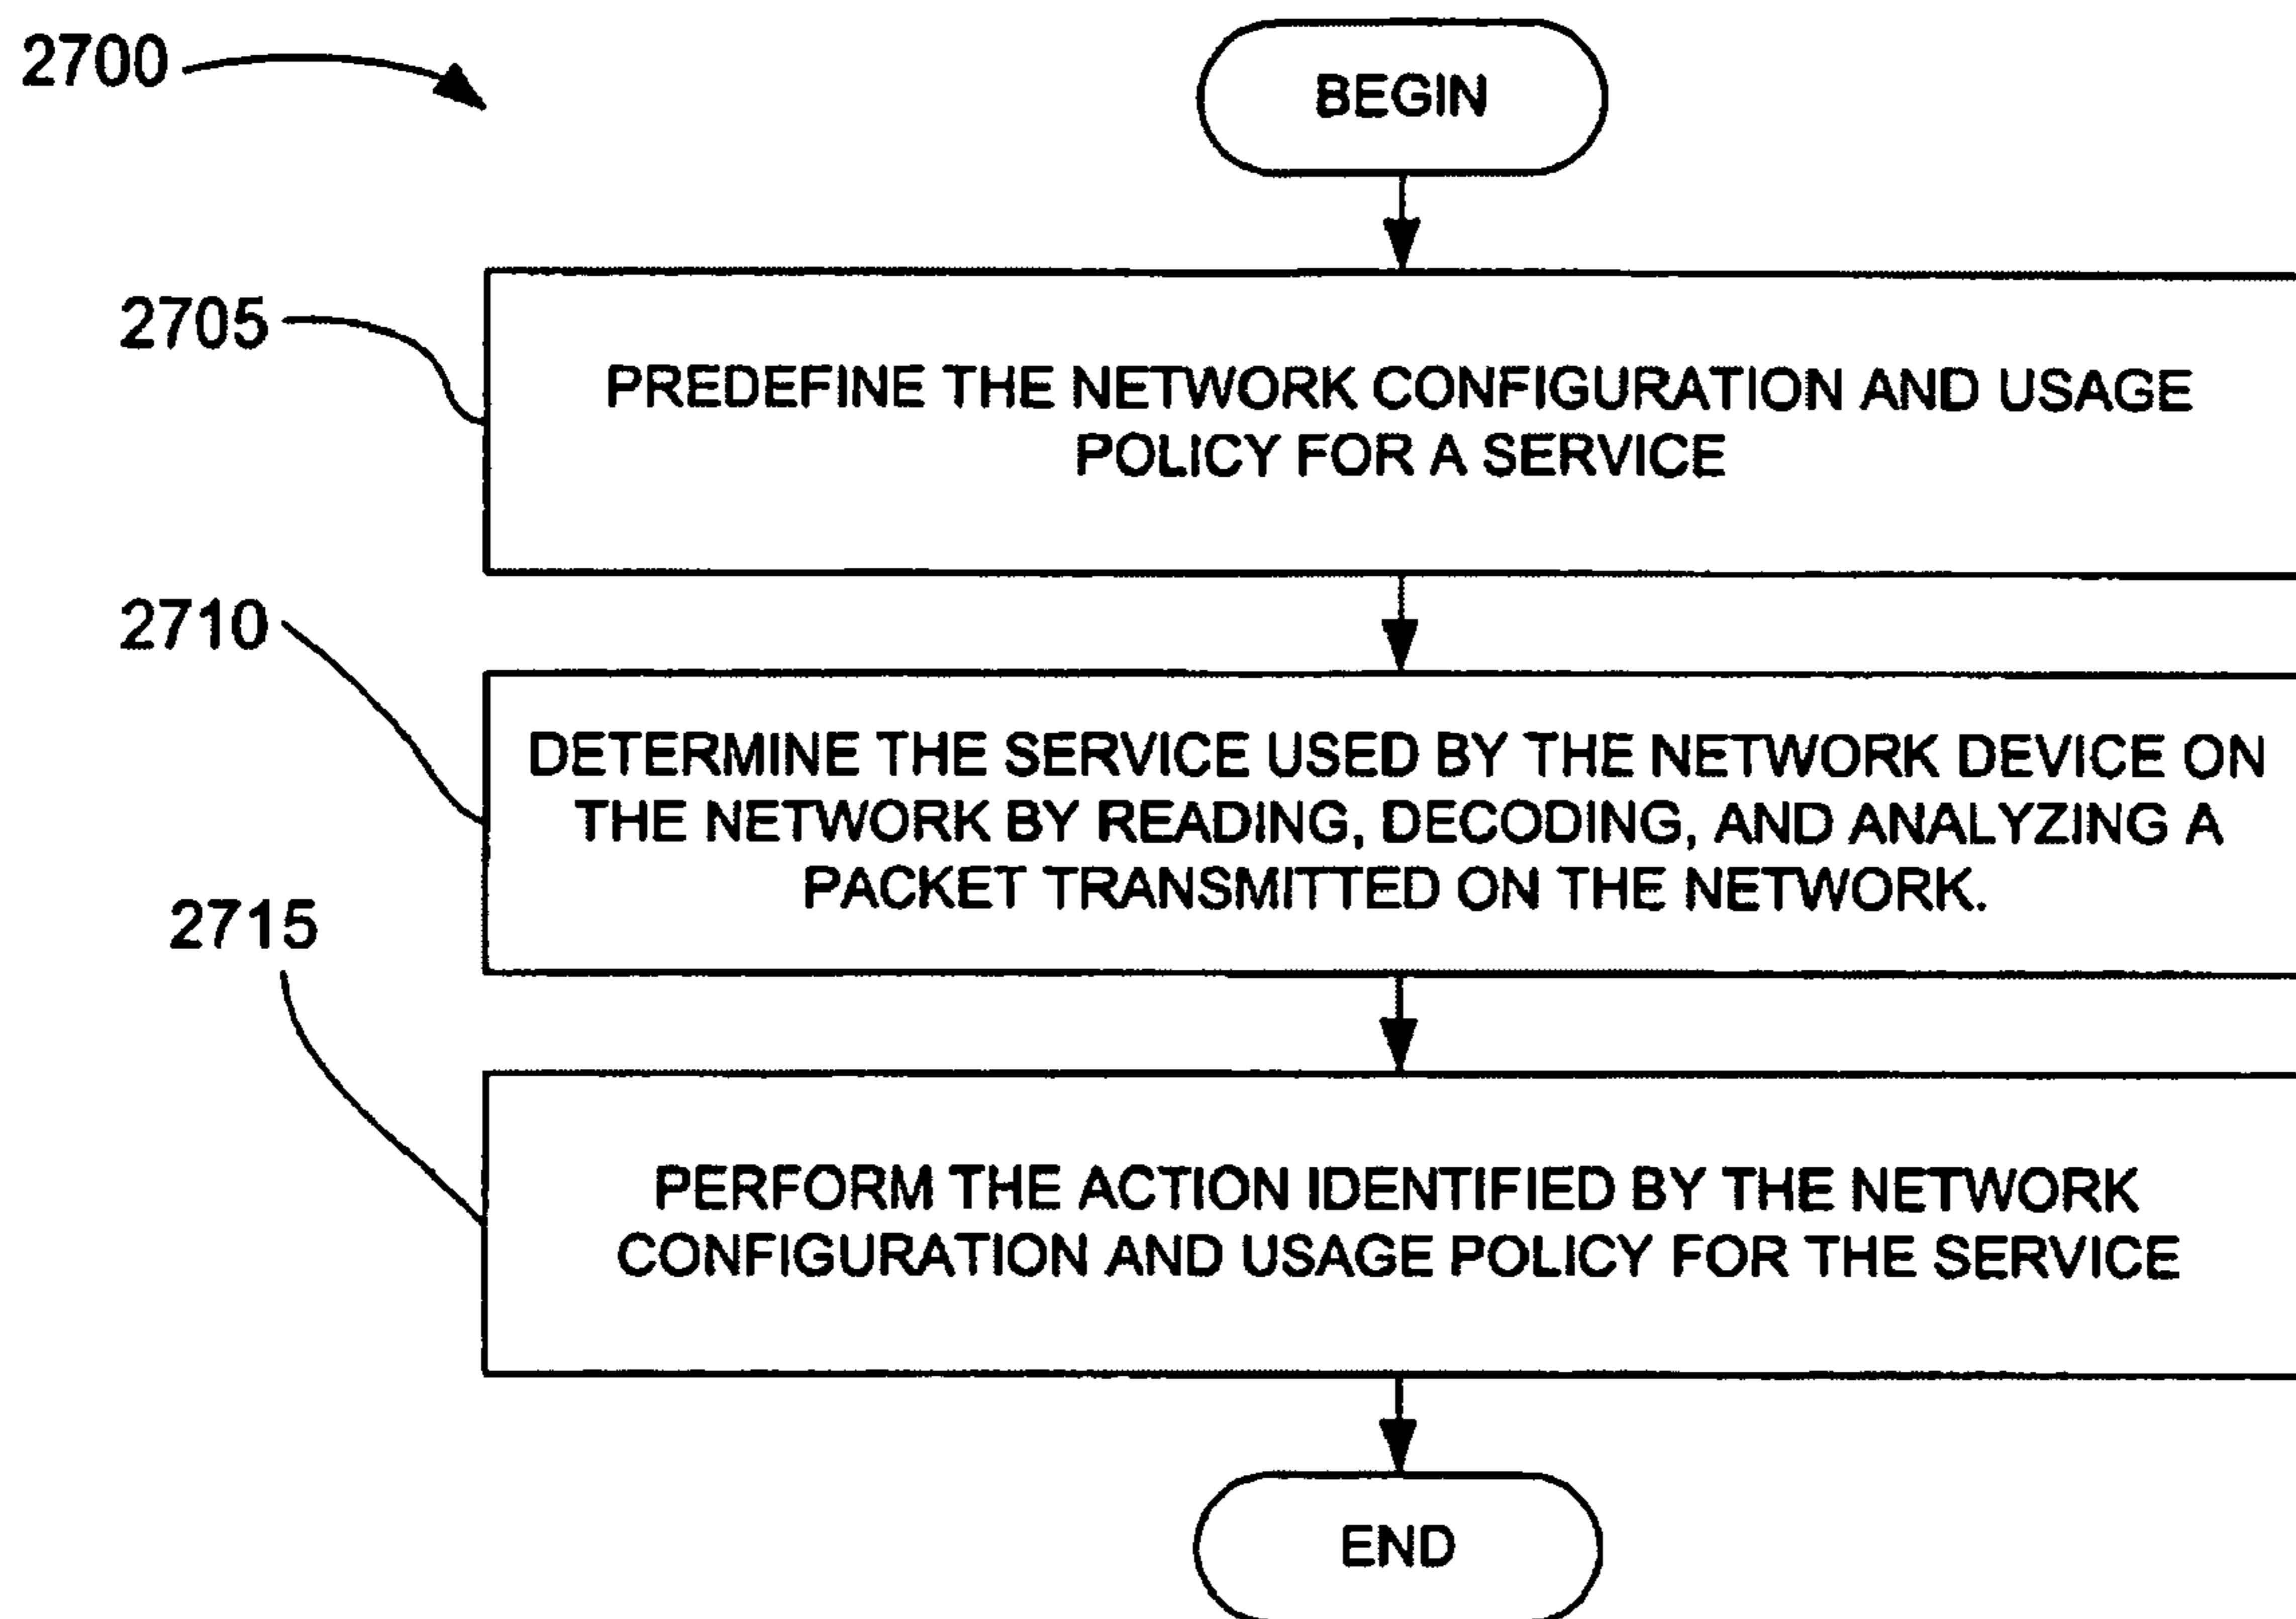 2700
BEGIN
2705
PREDEFINE THE NETWORK CONFIGURATION AND USAGE
POLICY FOR A SERVICE
2710
DETERMINE THE SERVICE USED BY THE NETWORK DEVICE ON
THE NETWORK BY READING, DECODING, AND ANALYZING A
PACKET TRANSMITTED ON THE NETWORK.
2715
PERFORM THE ACTION IDENTIFIED BY THE NETWORK
CONFIGURATION AND USAGE POLICY FOR THE SERVICE
END